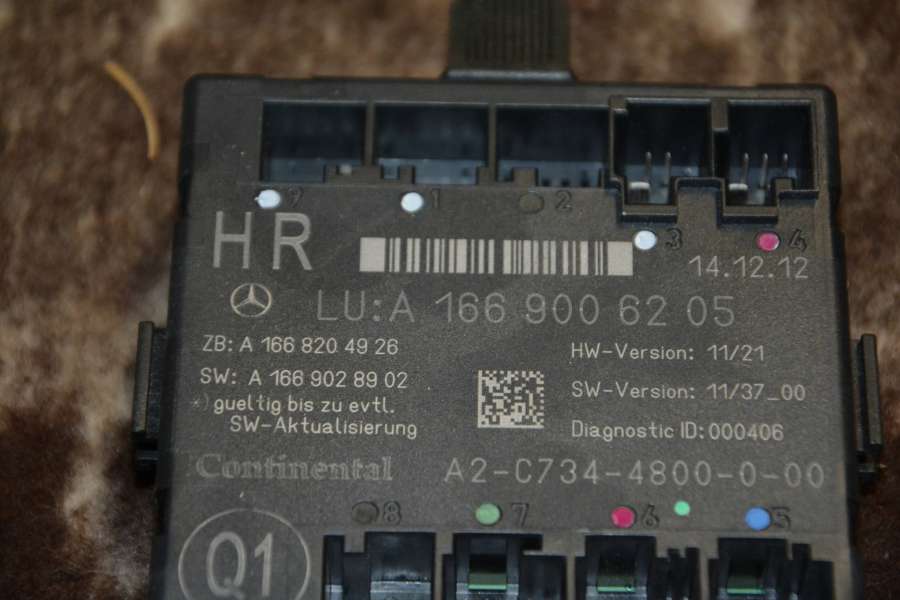 9 1 2
HR
3 4
14.12.12
LU:A 166 900 62 05
ZB: A 166 820 49 26
HW-Version: 11/21
SW: A 166 902 89 02
SW-Version: 11/37_00
*) gueltig bis zu evtl.
SW-Aktualisierung
Diagnostic ID:000406
Continental
A2-C734-4800-0-00
8 7 6 5
Q1